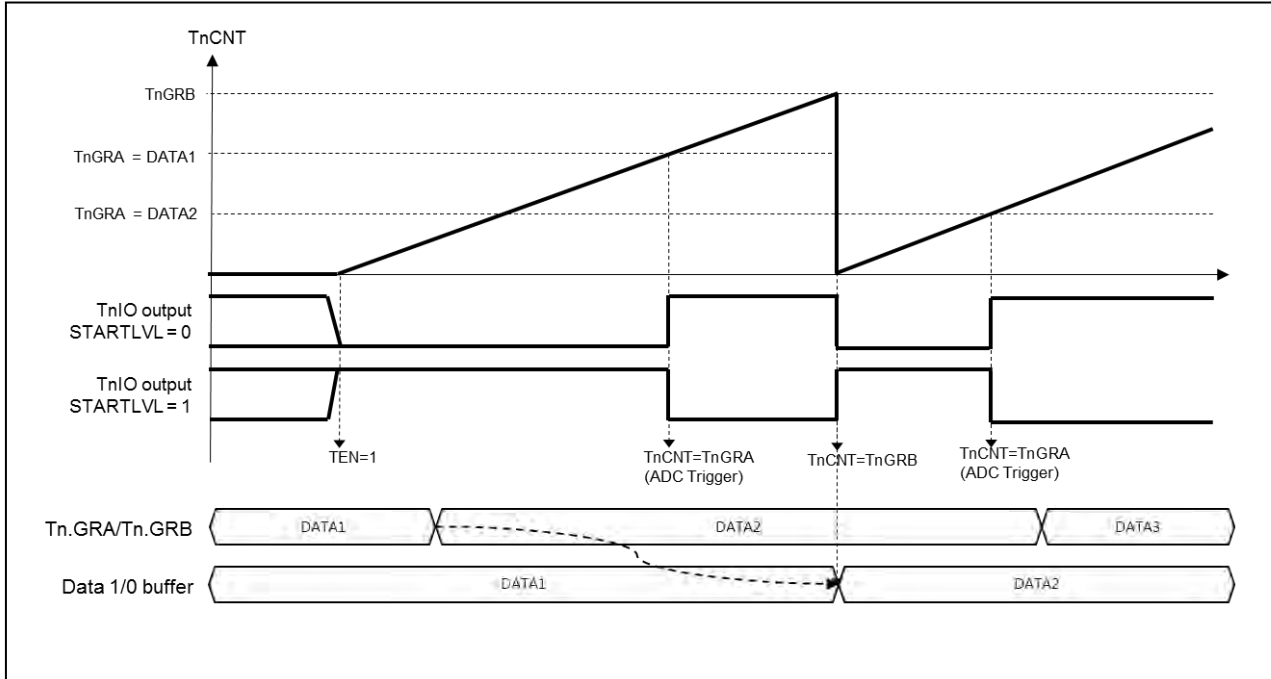 TnCNT
TnGRB
TnGRA = DATA1
TnGRA = DATA2
TnIO output
STARTLVL = 0
TnIO output
STARTLVL = 1
TEN=1
TnCNT=TnGRA
(ADC Trigger)
TnCNT=TnGRB
TnCNT=TnGRA
(ADC Trigger)
Tn.GRA/Tn.GRB
DATA1
DATA2
DATA3
Data 1/0 buffer
DATA1
DATA2